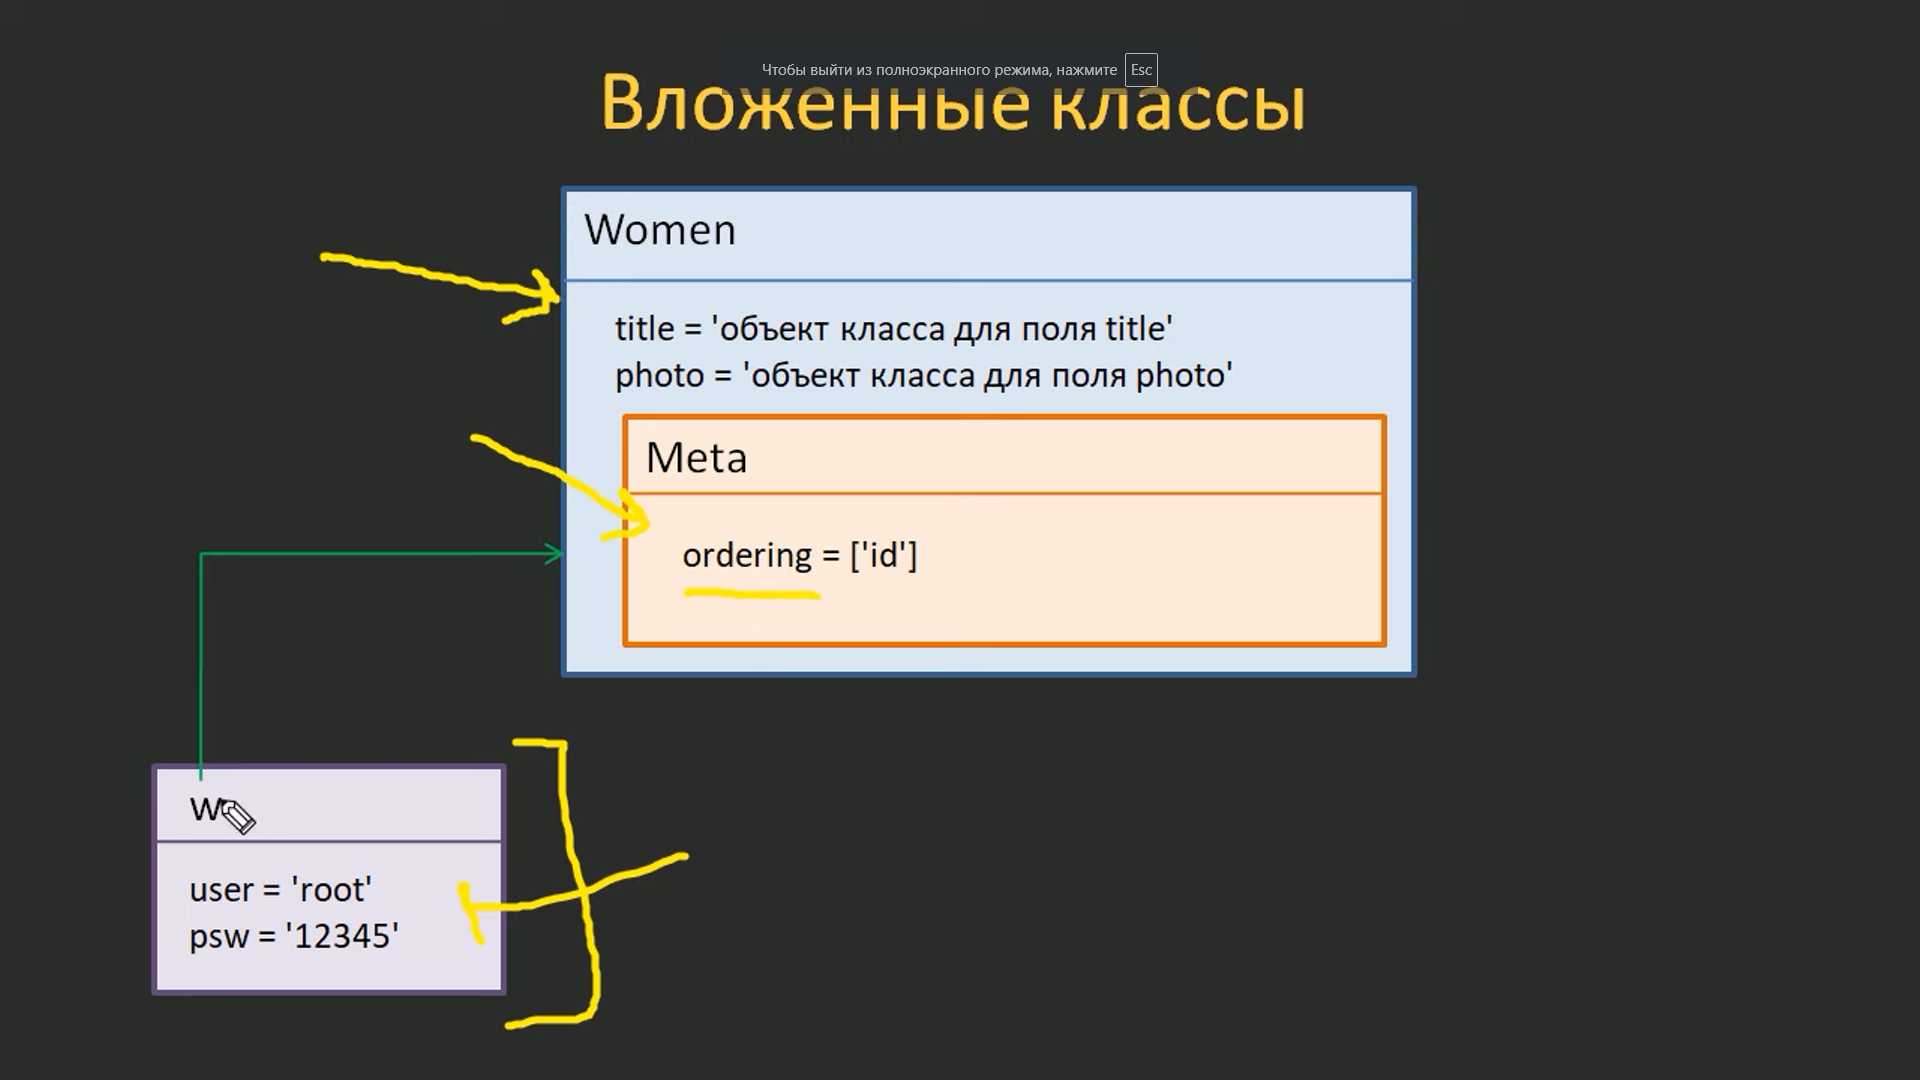 Чтобы выйти из полноэкранного режима, нажмите Esc
Вложенные классы
Women
title = 'объект класса для поля title'
photo = 'объект класса для поля photo'
Meta
ordering = ['id']
w
user = 'root'
psw = '12345'